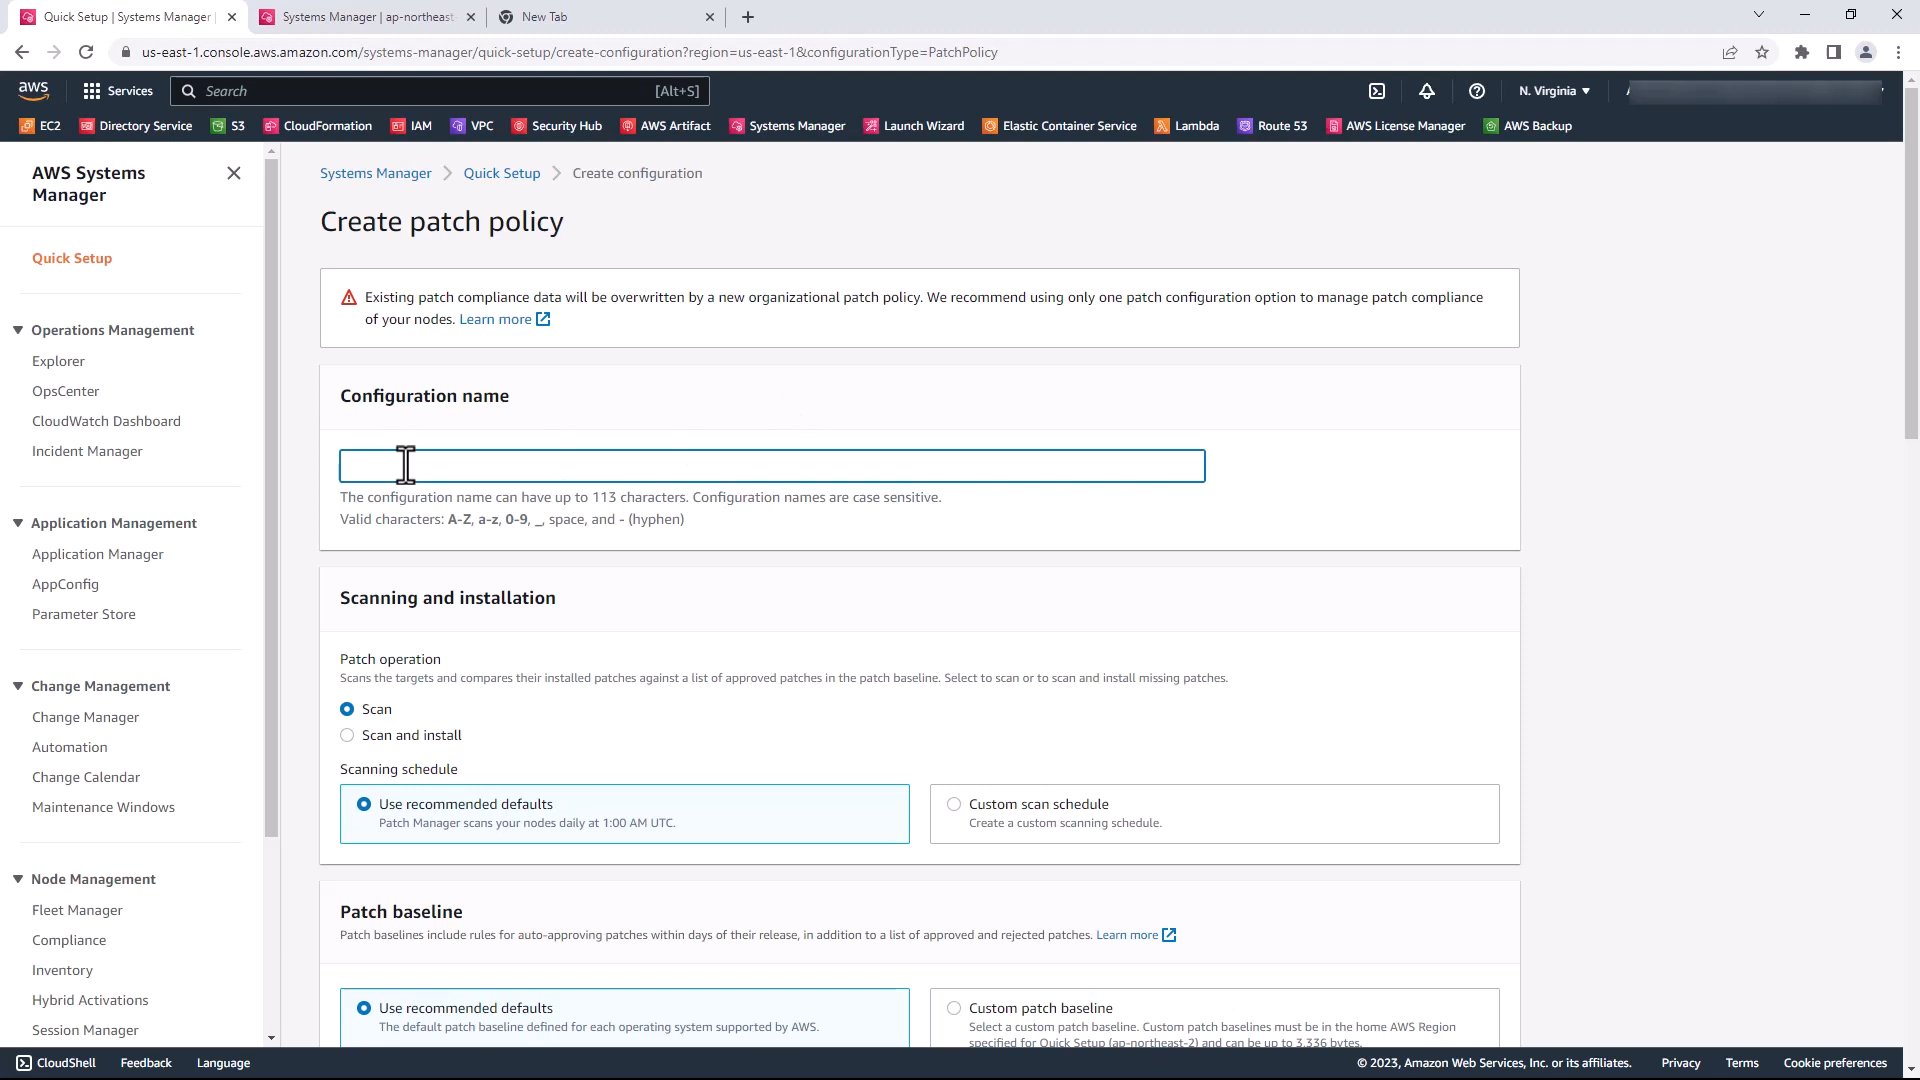 Quick Setup | Systems Manager
Systems Manager | ap-northeast-
New Tab
us-east-1.console.aws.amazon.com/systems-manager/quick-setup/create-configuration?region=us-east-1&configurationType=PatchPolicy
aws
Services
Search
[Alt+S]
N. Virginia
EC2
Directory Service
S3
CloudFormation
IAM
VPC
Security Hub
AWS Artifact
Systems Manager
Launch Wizard
Elastic Container Service
Lambda
Route 53
AWS License Manager
AWS Backup
AWS Systems
Manager
Quick Setup
Operations Management
Explorer
OpsCenter
CloudWatch Dashboard
Incident Manager
Application Management
Application Manager
AppConfig
Parameter Store
Change Management
Change Manager
Automation
Change Calendar
Maintenance Windows
Node Management
Fleet Manager
Compliance
Inventory
Hybrid Activations
Session Manager
Systems Manager > Quick Setup > Create configuration
Create patch policy
Existing patch compliance data will be overwritten by a new organizational patch policy. We recommend using only one patch configuration option to manage patch compliance
of your nodes. Learn more
Configuration name
The configuration name can have up to 113 characters. Configuration names are case sensitive.
Valid characters: A-Z, a-z, 0-9, _, space, and - (hyphen)
Scanning and installation
Patch operation
Scans the targets and compares their installed patches against a list of approved patches in the patch baseline. Select to scan or to scan and install missing patches.
Scan
Scan and install
Scanning schedule
Use recommended defaults
Patch Manager scans your nodes daily at 1:00 AM UTC.
Custom scan schedule
Create a custom scanning schedule.
Patch baseline
Patch baselines include rules for auto-approving patches within days of their release, in addition to a list of approved and rejected patches. Learn more
Use recommended defaults
The default patch baseline defined for each operating system supported by AWS.
Custom patch baseline
Select a custom patch baseline. Custom patch baselines must be in the home AWS Region
specified for Quick Setup (ap-northeast-2) and can be up to 3,336 bytes.
CloudShell
Feedback
Language
© 2023, Amazon Web Services, Inc. or its affiliates.
Privacy
Terms
Cookie preferences